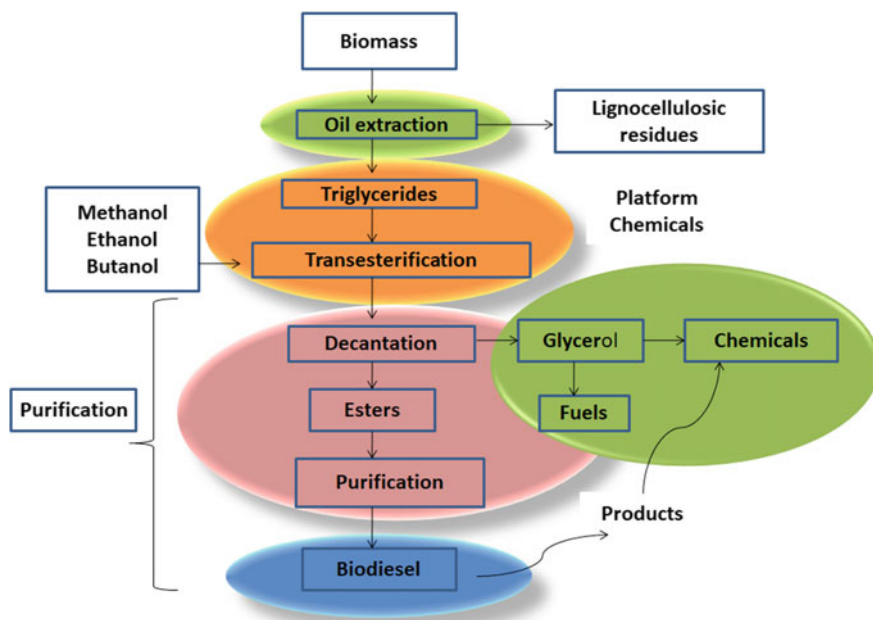 Biomass
Oil extraction
Lignocellulosic
residues
Triglycerides
Platform
Chemicals
Methanol
Ethanol
Butanol
Transesterification
Decantation
Glycerol
Chemicals
Purification
Esters
Fuels
Purification
Products
Biodiesel